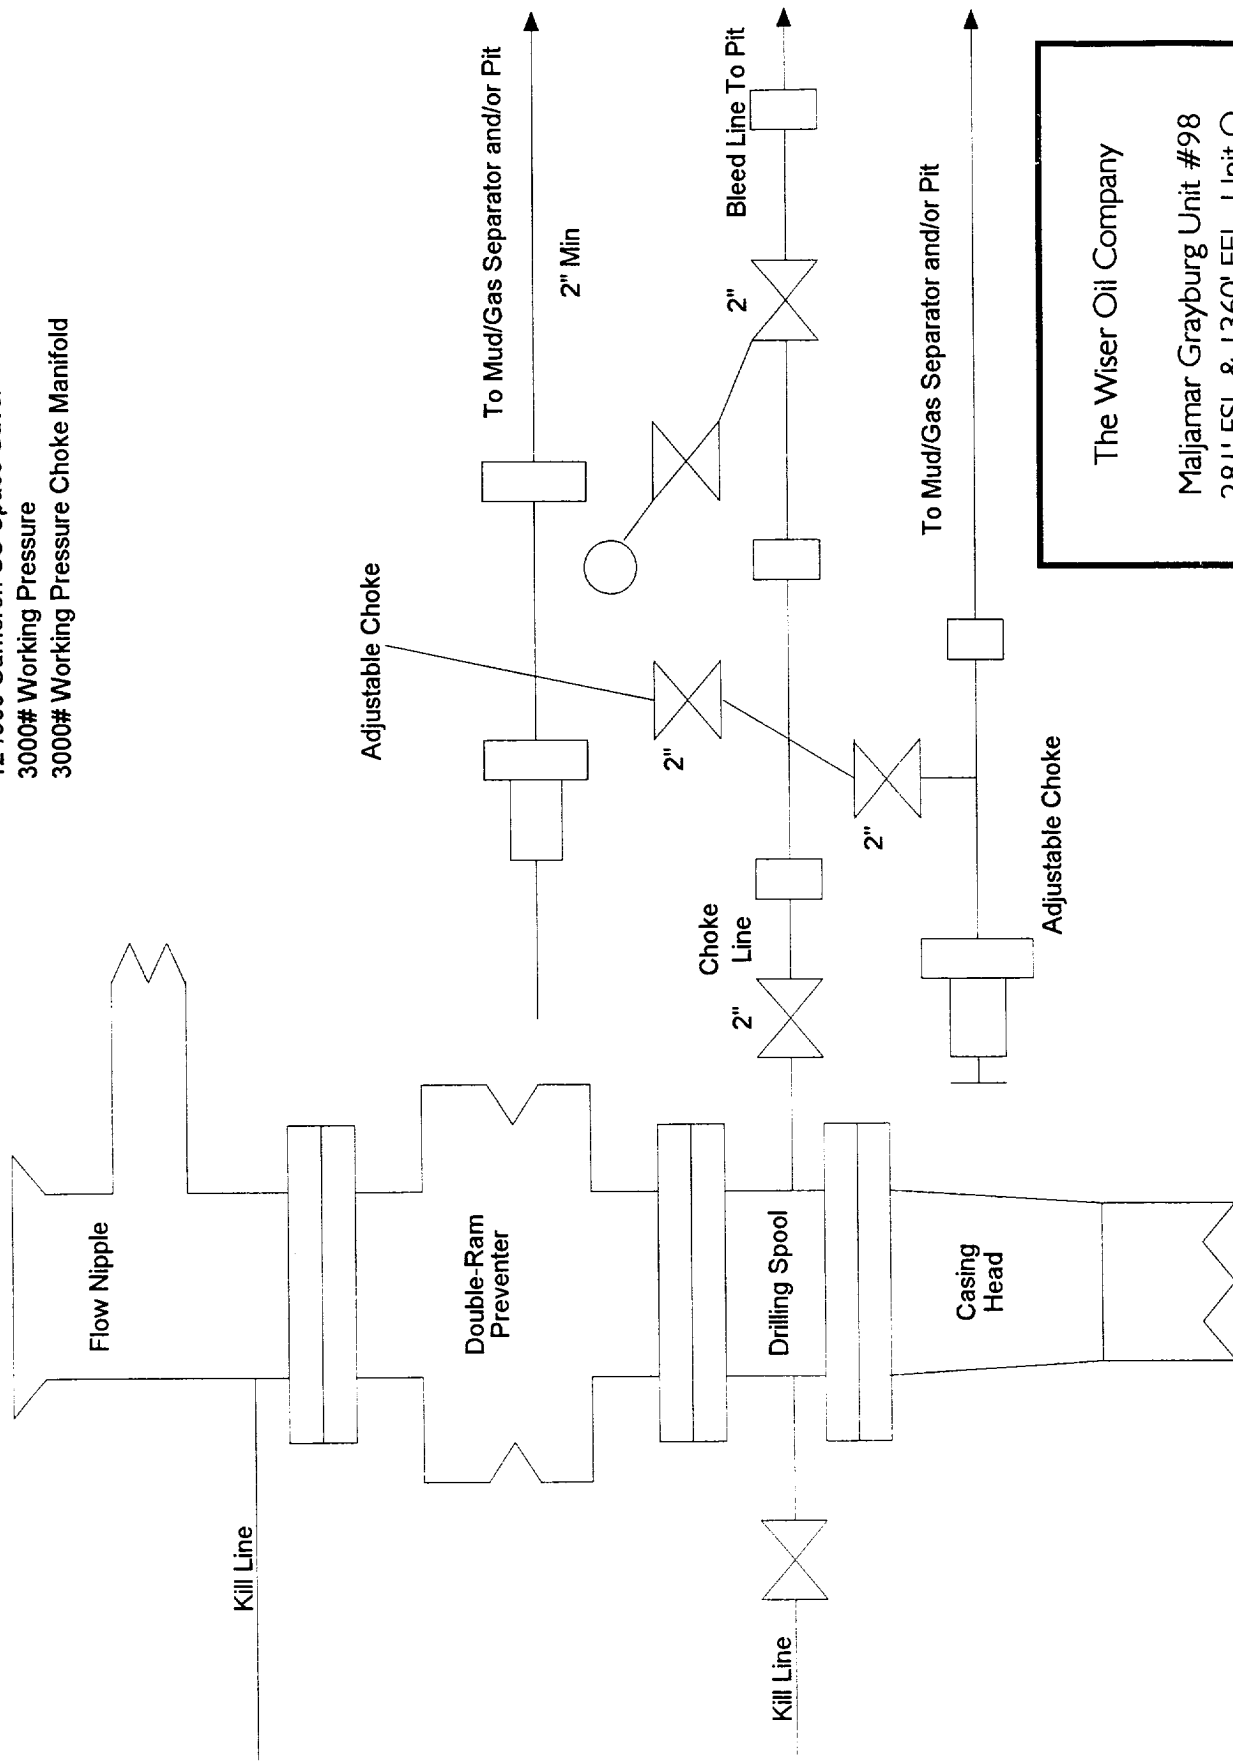 3000# Working Pressure
3000# Working Pressure Choke Manifold
Adjustable Choke
To Mud/Gas Separator and/or Pit
2" Min
Flow Nipple
Kill Line
Double-Ram
Preventer
2"
2"
Bleed Line To Pit
Choke
Line
2"
Drilling Spool
Kill Line
2"
To Mud/Gas Separator and/or Pit
Adjustable Choke
Casing
Head
The Wiser Oil Company
Maljamar Grayburg Unit #98